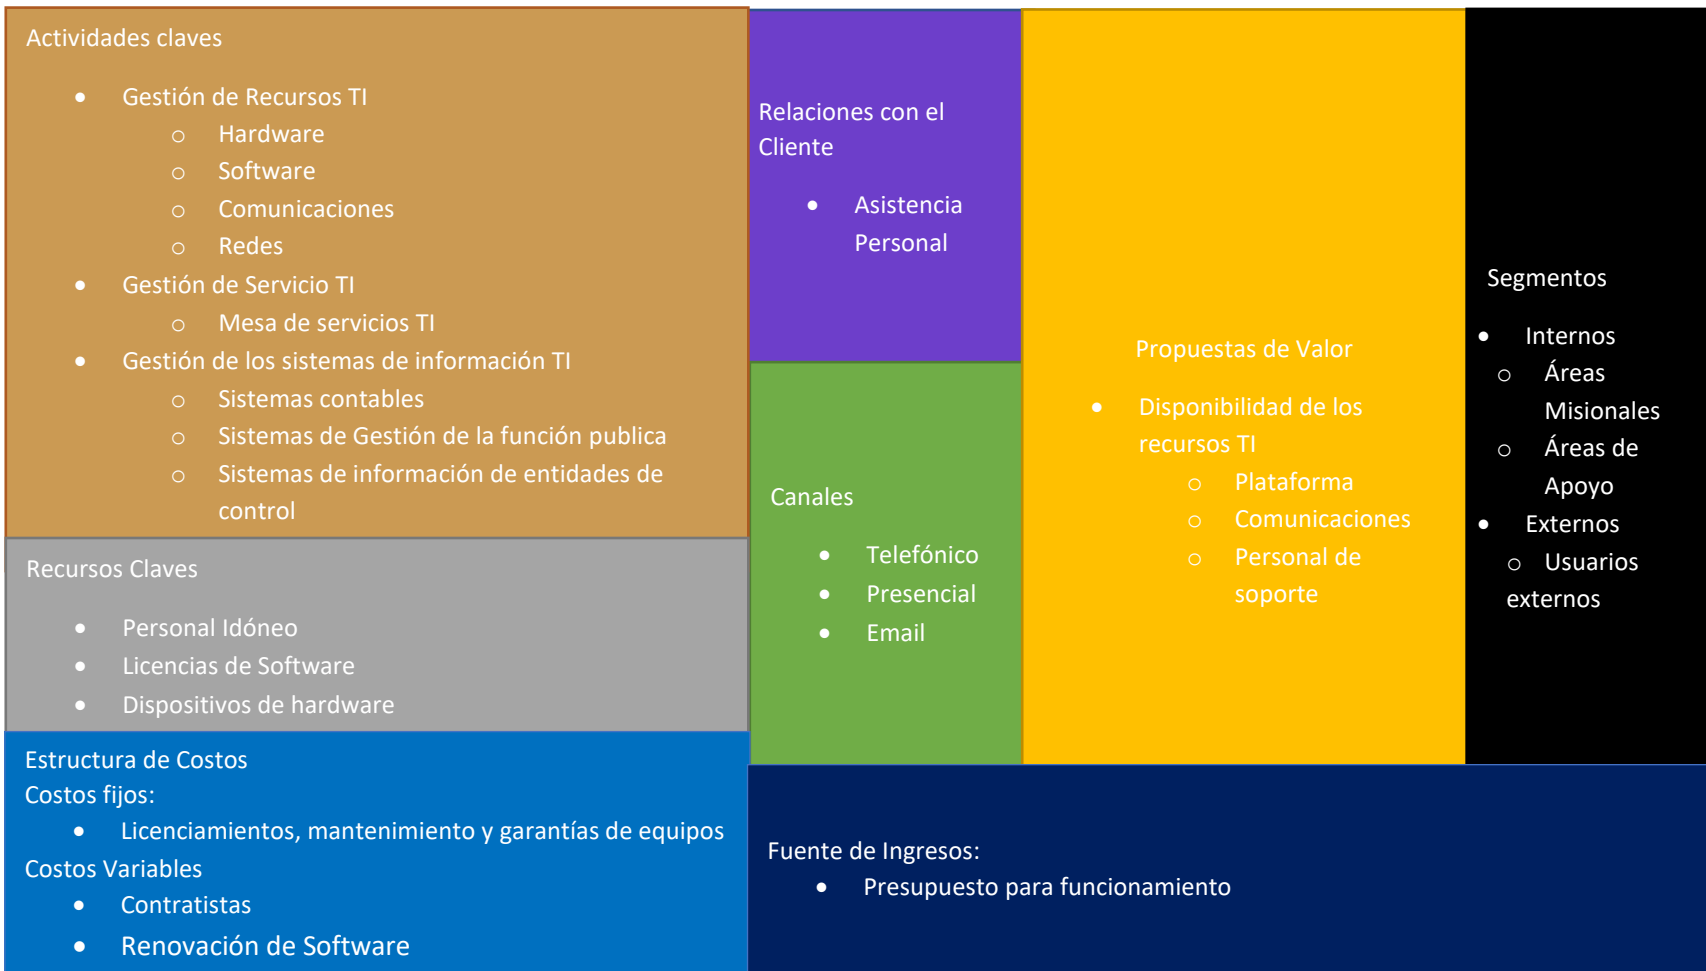 Actividades claves
• Gestión de Recursos TI
o Hardware
o Software
o Comunicaciones
o Redes
• Gestión de Servicio TI
o Mesa de servicios TI
• Gestión de los sistemas de información TI
o Sistemas contables
o Sistemas de Gestión de la función publica
o Sistemas de información de entidades de
control
Recursos Claves
• Personal Idóneo
• Licencias de Software
• Dispositivos de hardware
Estructura de Costos
Costos fijos:
• Licenciamientos, mantenimiento y garantías de equipos
Costos Variables
• Contratistas
• Renovación de Software
Relaciones con el
Cliente
• Asistencia
Personal
Canales
• Telefónico
• Presencial
• Email
Propuestas de Valor
• Disponibilidad de los
recursos TI
o Plataforma
o Comunicaciones
o Personal de
soporte
Segmentos
• Internos
o Áreas
Misionales
o Áreas de
Apoyo
• Externos
o Usuarios
externos
Fuente de Ingresos:
• Presupuesto para funcionamiento